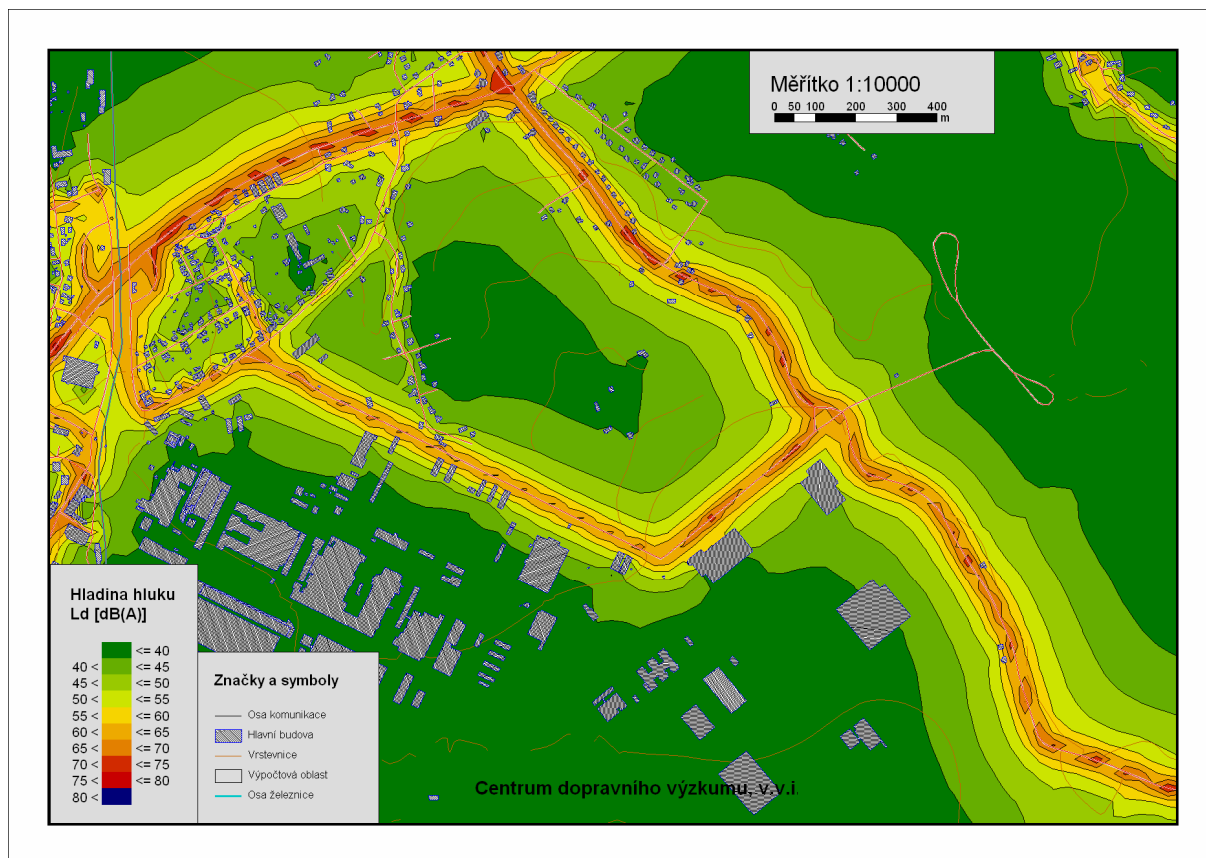 Měřítko 1:10000
0 50 100 200 300 400
m
Hladina hluku
Ld [dB(A)]
<= 40
40 < <= 45
45 < <= 50
50 < <= 55
55 < <= 60
60 < <= 65
65 < <= 70
70 < <= 75
75 < <= 80
80 <
Značky a symboly
Osa komunikace
Hlavní budova
Vrstevnice
Výpočtová oblast
Osa železnice
Centrum dopravního výzkumu, v.v.i